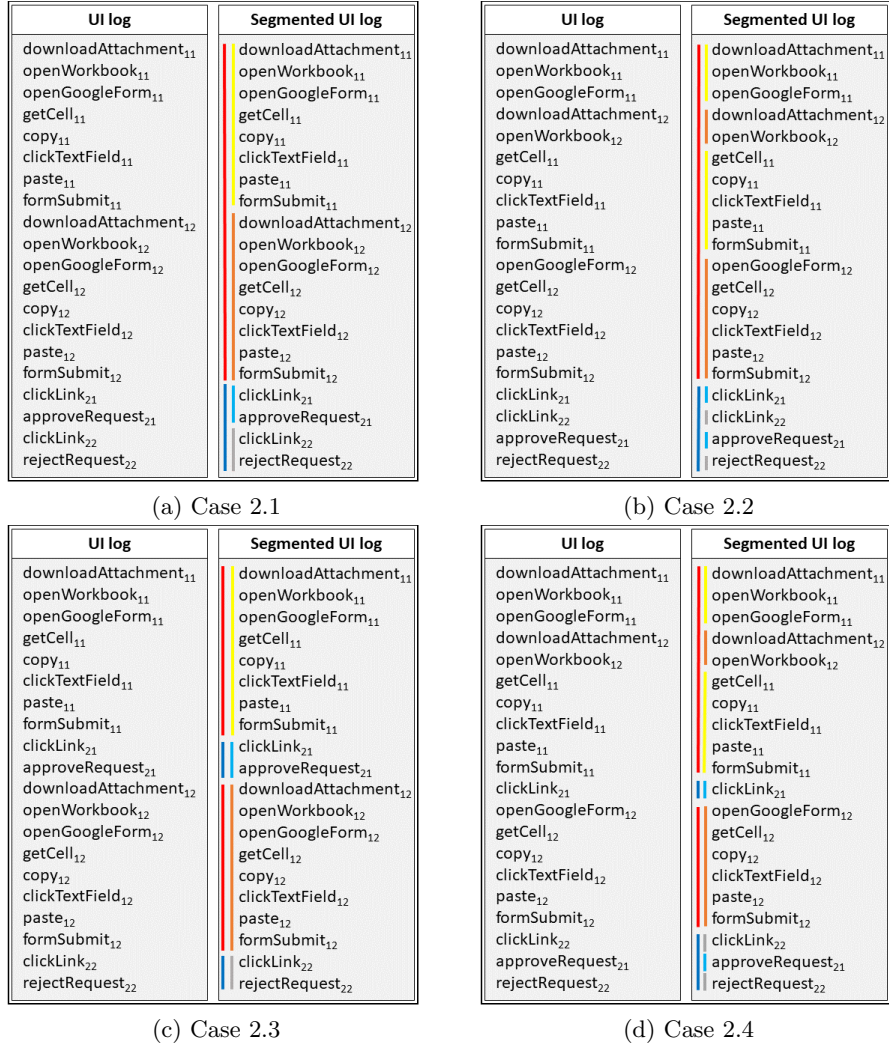 UI log
downloadAttachment₁₁
openWorkbook₁₁
openGoogleForm₁₁
getCell₁₁
copy₁₁
clickTextField₁₁
paste₁₁
formSubmit₁₁
downloadAttachment₁₂
openWorkbook₁₂
openGoogleForm₁₂
getCell₁₂
copy₁₂
clickTextField₁₂
paste₁₂
formSubmit₁₂
clickLink₂₁
approveRequest₂₁
clickLink₂₂
rejectRequest₂₂
Segmented UI log
downloadAttachment₁₁
openWorkbook₁₁
openGoogleForm₁₁
getCell₁₁
copy₁₁
clickTextField₁₁
paste₁₁
formSubmit₁₁
downloadAttachment₁₂
openWorkbook₁₂
openGoogleForm₁₂
getCell₁₂
copy₁₂
clickTextField₁₂
paste₁₂
formSubmit₁₂
clickLink₂₁
approveRequest₂₁
clickLink₂₂
rejectRequest₂₂
(a) Case 2.1
UI log
downloadAttachment₁₁
openWorkbook₁₁
openGoogleForm₁₁
downloadAttachment₁₂
openWorkbook₁₂
getCell₁₁
copy₁₁
clickTextField₁₁
paste₁₁
formSubmit₁₁
openGoogleForm₁₂
getCell₁₂
copy₁₂
clickTextField₁₂
paste₁₂
formSubmit₁₂
clickLink₂₁
clickLink₂₂
approveRequest₂₁
rejectRequest₂₂
Segmented UI log
downloadAttachment₁₁
openWorkbook₁₁
openGoogleForm₁₁
downloadAttachment₁₂
openWorkbook₁₂
getCell₁₁
copy₁₁
clickTextField₁₁
paste₁₁
formSubmit₁₁
openGoogleForm₁₂
getCell₁₂
copy₁₂
clickTextField₁₂
paste₁₂
formSubmit₁₂
clickLink₂₁
clickLink₂₂
approveRequest₂₁
rejectRequest₂₂
(b) Case 2.2
UI log
downloadAttachment₁₁
openWorkbook₁₁
openGoogleForm₁₁
getCell₁₁
copy₁₁
clickTextField₁₁
paste₁₁
formSubmit₁₁
clickLink₂₁
approveRequest₂₁
downloadAttachment₁₂
openWorkbook₁₂
openGoogleForm₁₂
getCell₁₂
copy₁₂
clickTextField₁₂
paste₁₂
formSubmit₁₂
clickLink₂₂
rejectRequest₂₂
Segmented UI log
downloadAttachment₁₁
openWorkbook₁₁
openGoogleForm₁₁
getCell₁₁
copy₁₁
clickTextField₁₁
paste₁₁
formSubmit₁₁
clickLink₂₁
approveRequest₂₁
downloadAttachment₁₂
openWorkbook₁₂
openGoogleForm₁₂
getCell₁₂
copy₁₂
clickTextField₁₂
paste₁₂
formSubmit₁₂
clickLink₂₂
rejectRequest₂₂
(c) Case 2.3
UI log
downloadAttachment₁₁
openWorkbook₁₁
openGoogleForm₁₁
downloadAttachment₁₂
openWorkbook₁₂
getCell₁₁
copy₁₁
clickTextField₁₁
paste₁₁
formSubmit₁₁
clickLink₂₁
openGoogleForm₁₂
getCell₁₂
copy₁₂
clickTextField₁₂
paste₁₂
formSubmit₁₂
clickLink₂₂
approveRequest₂₁
rejectRequest₂₂
Segmented UI log
downloadAttachment₁₁
openWorkbook₁₁
openGoogleForm₁₁
downloadAttachment₁₂
openWorkbook₁₂
getCell₁₁
copy₁₁
clickTextField₁₁
paste₁₁
formSubmit₁₁
clickLink₂₁
openGoogleForm₁₂
getCell₁₂
copy₁₂
clickTextField₁₂
paste₁₂
formSubmit₁₂
clickLink₂₂
approveRequest₂₁
rejectRequest₂₂
(d) Case 2.4